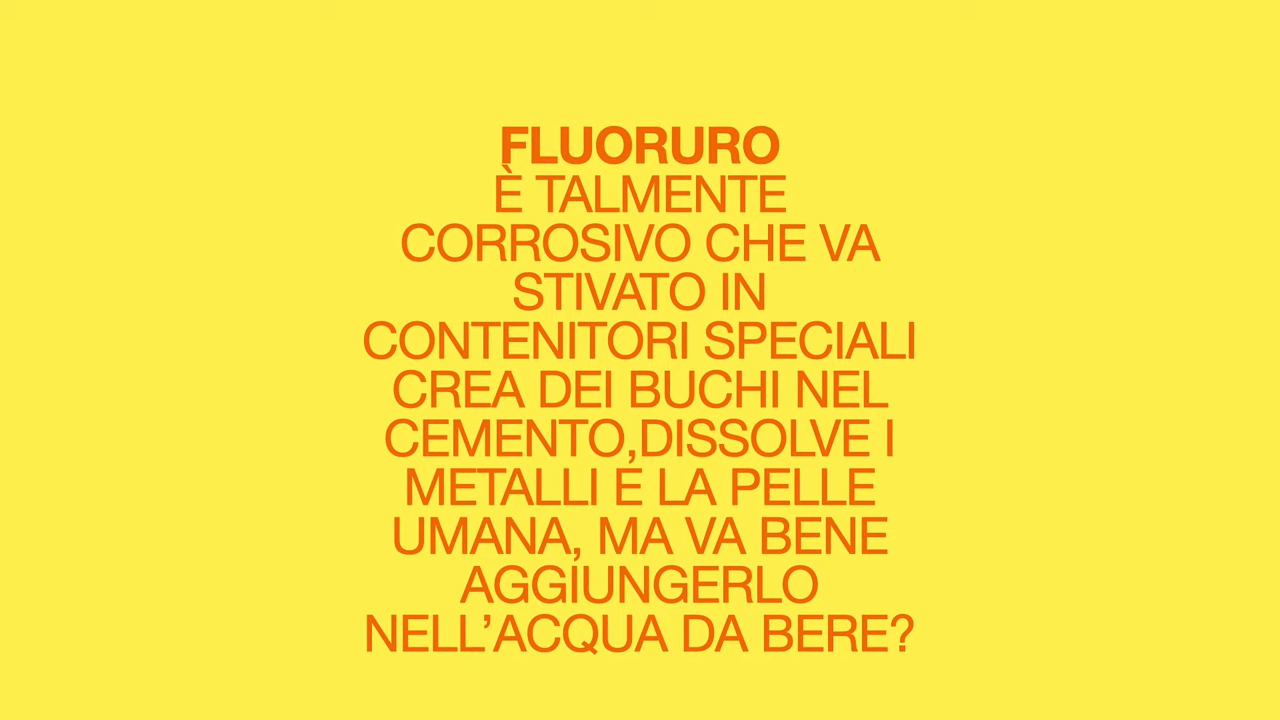 FLUORURO
È TALMENTE
CORROSIVO CHE VA
STIVATO IN
CONTENITORI SPECIALI
CREA DEI BUCHI NEL
CEMENTO,DISSOLVE I
METALLI E LA PELLE
UMANA, MA VA BENE
AGGIUNGERLO
NELL’ACQUA DA BERE?